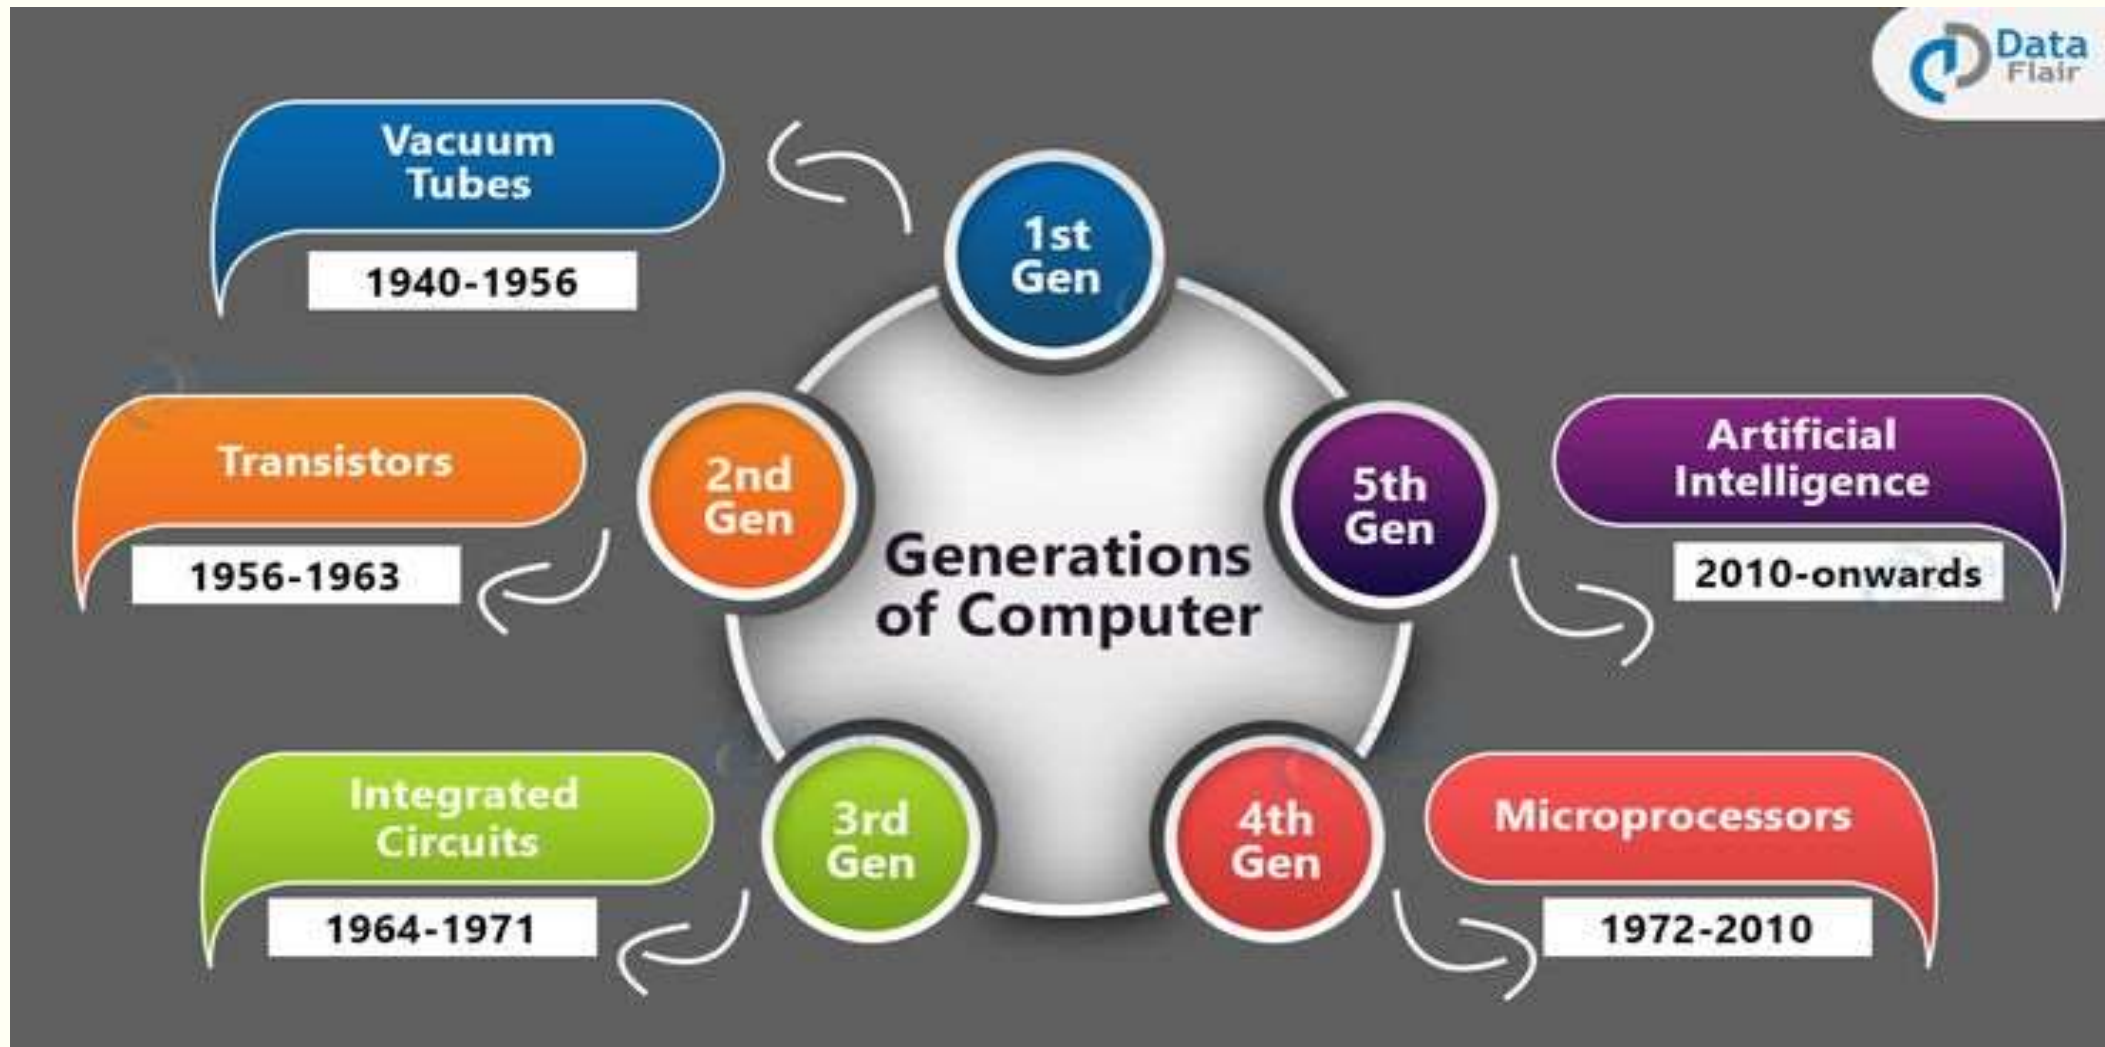 Data
Flair
Vacuum
Tubes
1940-1956
1st
Gen
Transistors
1956-1963
2nd
Gen
Integrated
Circuits
1964-1971
3rd
Gen
4th
Gen
Microprocessors
1972-2010
5th
Gen
Artificial
Intelligence
2010-onwards
Generations
of Computer